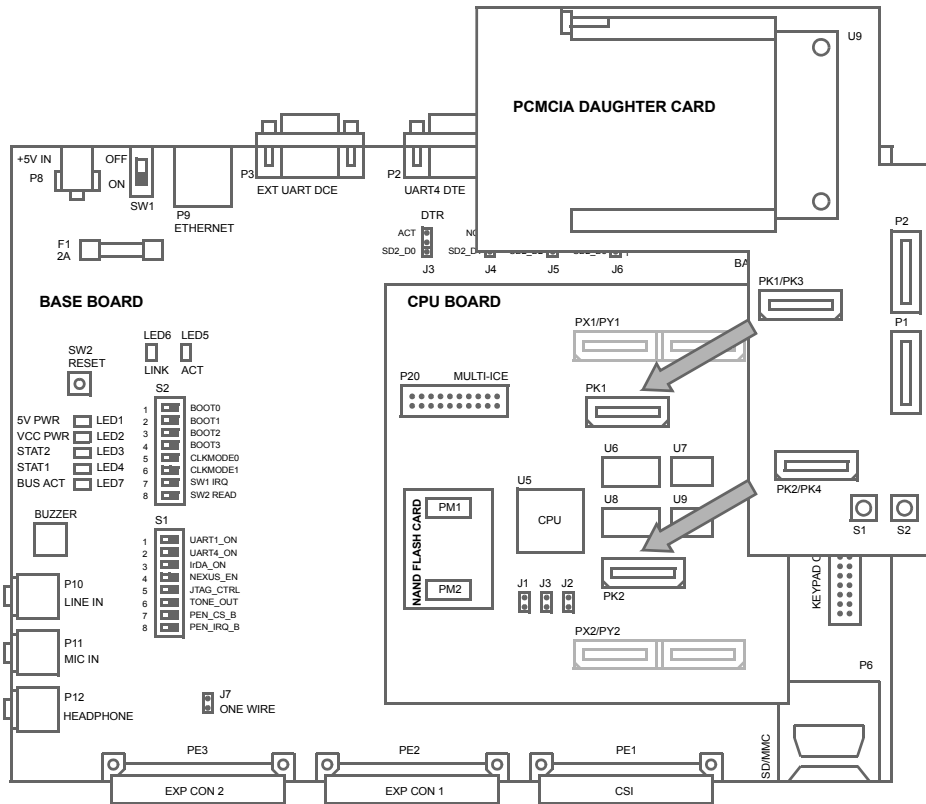 U9
PCMCIA DAUGHTER CARD
+5V IN
P8
OFF
ON
SW1
P9
ETHERNET
P3
EXT UART DCE
P2
UART4 DTE
DTR
ACT
SD2_D0
J3
SD2_D1
J4
J5
J6
F1
2A
BASE BOARD
CPU BOARD
PK1/PK3
P2
P1
PX1/PY1
LED6
LED5
LINK
ACT
SW2
RESET
P20
MULTI-ICE
PK1
S2
1 BOOT0
2 BOOT1
3 BOOT2
4 BOOT3
5 CLKMODE0
6 CLKMODE1
7 SW1 IRQ
8 SW2 READ
5V PWR LED1
VCC PWR LED2
STAT2 LED3
STAT1 LED4
BUS ACT LED7
U6
U7
U5
CPU
U8
U9
PK2/PK4
S1
S2
NAND FLASH CARD
PM1
PM2
BUZZER
S1
1 UART1_ON
2 UART4_ON
3 IrDA_ON
4 NEXUS_EN
5 JTAG_CTRL
6 TONE_OUT
7 PEN_CS_B
8 PEN_IRQ_B
J1
J3
J2
PK2
KEYPAD
P10
LINE IN
P11
MIC IN
P12
HEADPHONE
PX2/PY2
P6
J7
ONE WIRE
SD/MMC
PE3
PE2
PE1
EXP CON 2
EXP CON 1
CSI